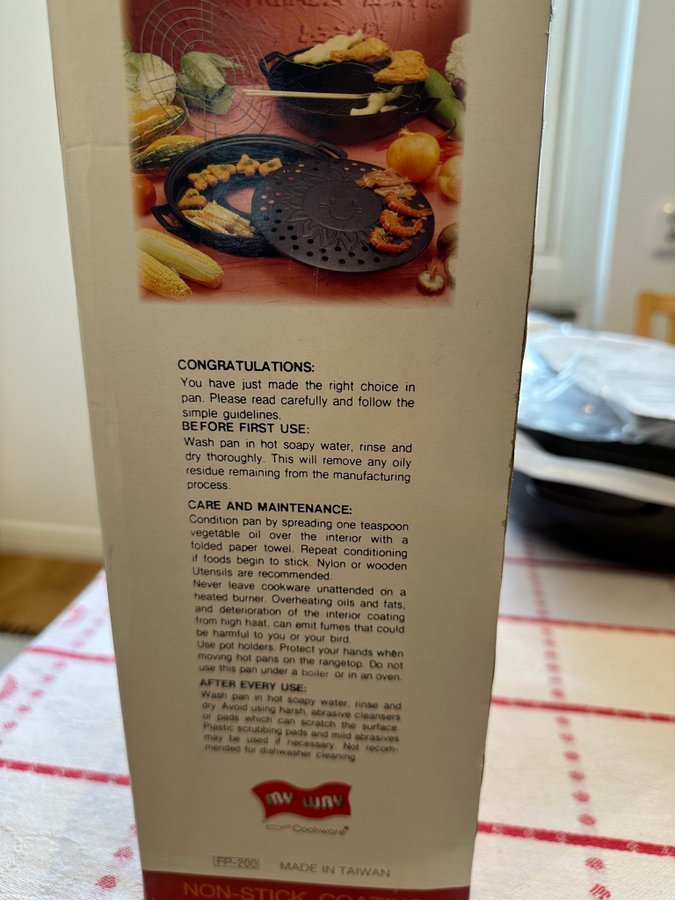 CONGRATULATIONS:
You have just made the right choice in
pan. Please read carefully and follow the
simple guidelines.
BEFORE FIRST USE:
Wash pan in hot soapy water, rinse and
dry thoroughly. This will remove any oily
residue remaining from the manufacturing
process.
CARE AND MAINTENANCE:
Condition pan by spreading one teaspoon
vegetable oil over the interior with a
folded paper towel. Repeat conditioning
if foods begin to stick. Nylon or wooden
Utensils are recommended.
Never leave cookware unattended on a
heated burner. Overheating oils and fats,
and deterioration of the interior coating
from high heat, can emit fumes that could
be harmful to you or your bird.
Use pot holders. Protect your hands when
moving hot pans on the rangetop. Do not
use this pan under a boiler or in an oven.
AFTER EVERY USE:
Wash pan in hot soapy water, rinse and
dry. Avoid using harsh, abrasive cleansers
or pads which can scratch the surface.
Plastic scrubbing pads and mild abrasives
may be used if necessary. Not recom-
mended for dishwasher cleaning
MY WAY
Cookware
FP-200 MADE IN TAIWAN
NON-STICK COATING